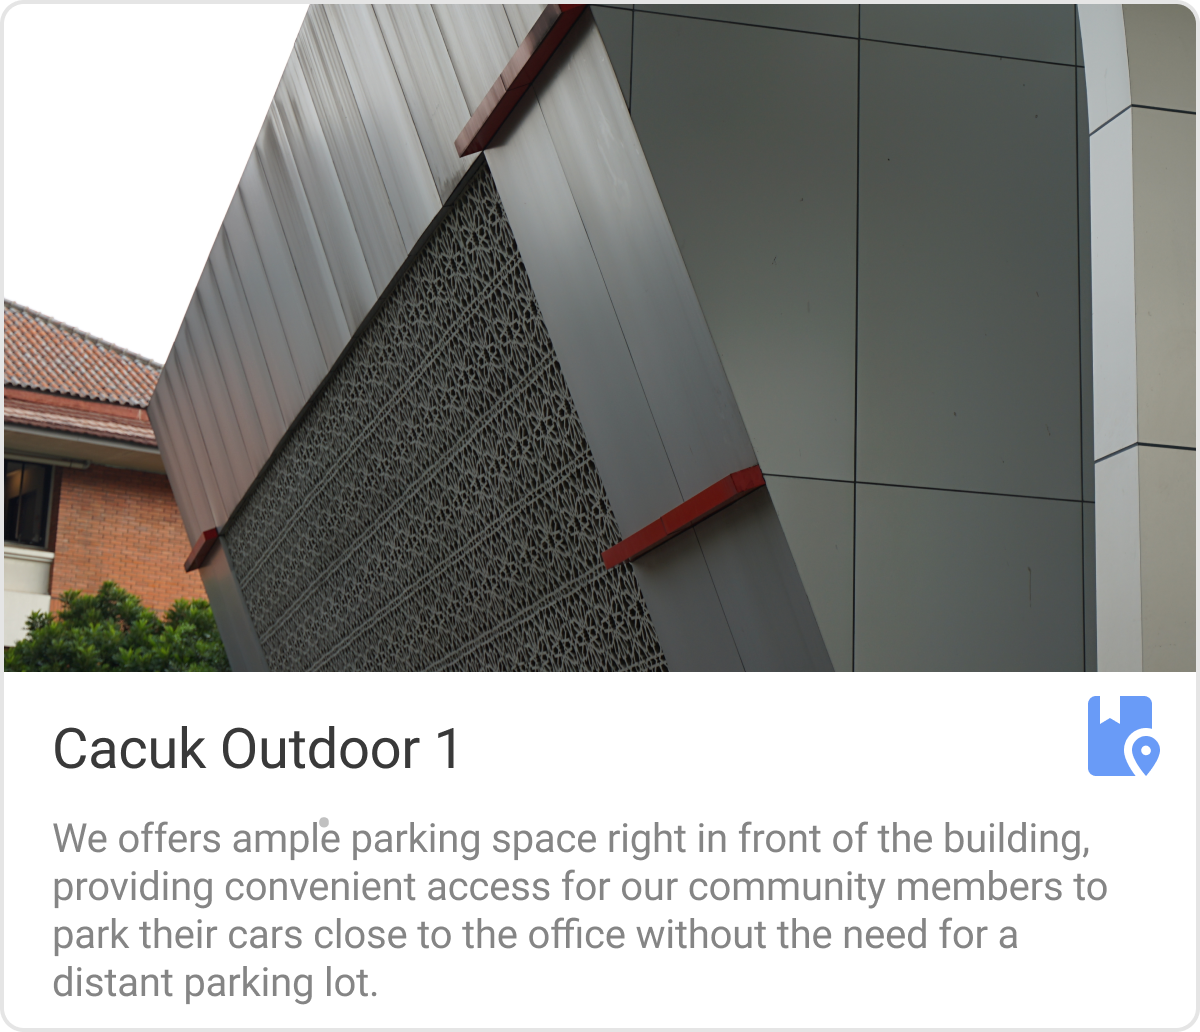 Cacuk Outdoor 1
We offers ample parking space right in front of the building,
providing convenient access for our community members to
park their cars close to the office without the need for a
distant parking lot.